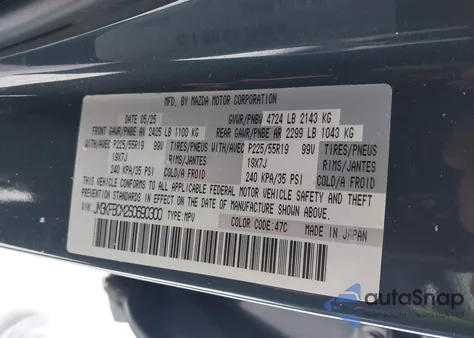 MFD. BY MAZDA MOTOR CORPORATION
DATE 05/25 GVWR/PNBV 4724 LB 2143 KG
FRONT GAWR/PNBE AV 2425 LB 1100 KG REAR GAWR/PNBE AR 2299 LB 1043 KG
WITH/AVEC P225/55R19 99V TIRES/PNEUS WITH/AVEC P225/55R19 99V TIRES/PNEUS
19X7J RIMS/JANTES 19X7J RIMS/JANTES
240 KPA/35 PSI 240 KPA/35 PSI
THIS VEHICLE CONFORMS TO ALL APPLICABLE FEDERAL MOTOR VEHICLE SAFETY, BUMPER, AND THEFT
PREVENTION STANDARDS IN EFFECT ON THE DATE OF MANUFACTURE SHOWN ABOVE.
TYPE: MPV
COLOR CODE: 47C
MADE IN JAPAN
autoSnap